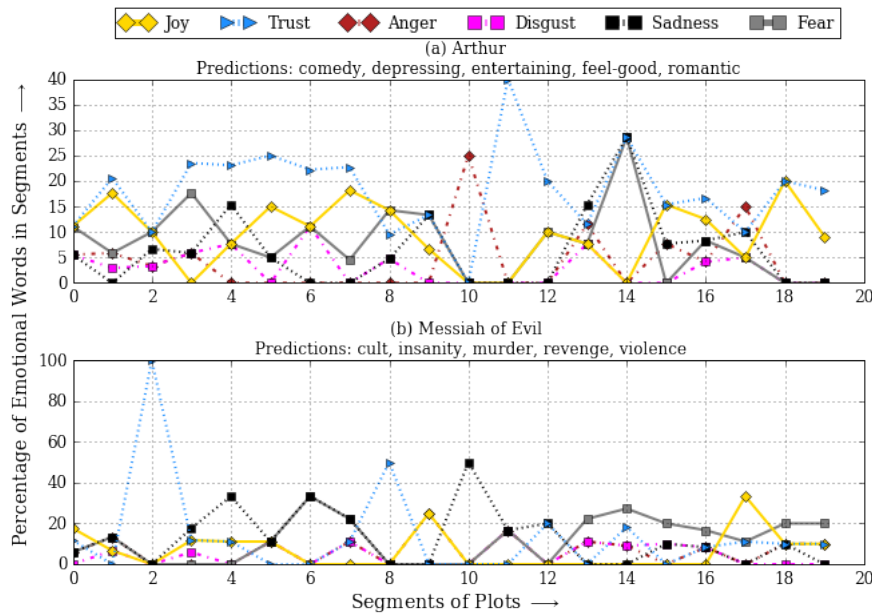 Joy Trust Anger Disgust Sadness Fear
(a) Arthur
Predictions: comedy, depressing, entertaining, feel-good, romantic
40
35
30
25
20
15
10
5
0
0 2 4 6 8 10 12 14 16 18 20
(b) Messiah of Evil
Predictions: cult, insanity, murder, revenge, violence
100
80
60
40
20
0
0 2 4 6 8 10 12 14 16 18 20
Percentage of Emotional Words in Segments ⟶
Segments of Plots ⟶